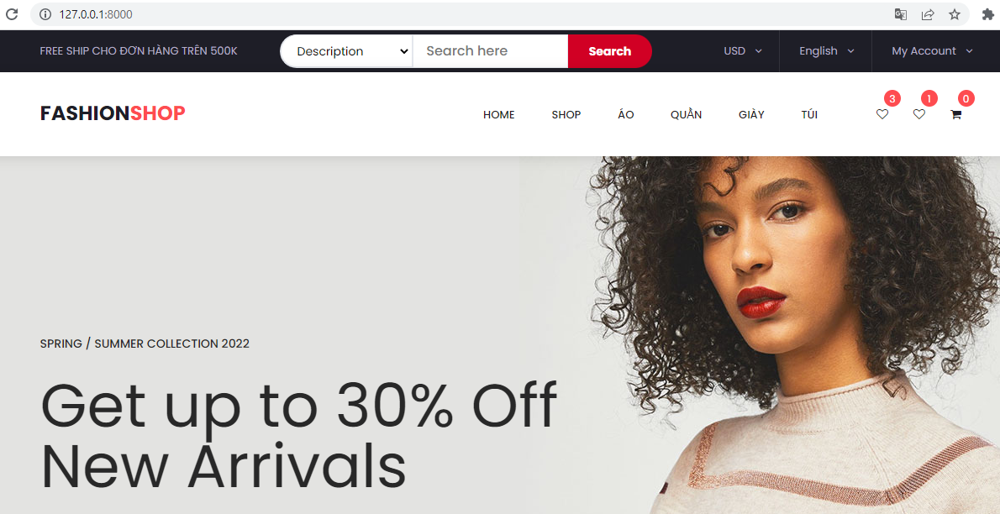 127.0.0.1:8000
FREE SHIP CHO ĐƠN HÀNG TRÊN 500K Description Search here Search USD English My Account
FASHIONSHOP HOME SHOP ÁO QUẦN GIÀY TÚI 3 1 0
SPRING / SUMMER COLLECTION 2022
Get up to 30% Off
New Arrivals